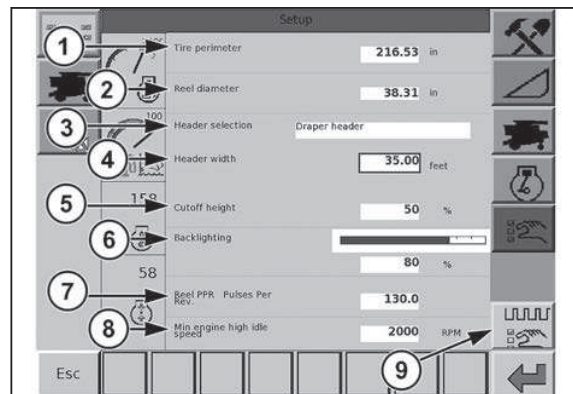 Setup
1
Tire perimeter 216.53 in
2
Reel diameter 38.31 in
3
100
Header selection Draper header
4
Header width 35.00 feet
5
Cutoff height 50 %
6
Backlighting
80 %
58
7
Reel PPR Pulses Per
Rev. 130.0
8
Min engine high idle
speed 2000 RPM
9
Esc